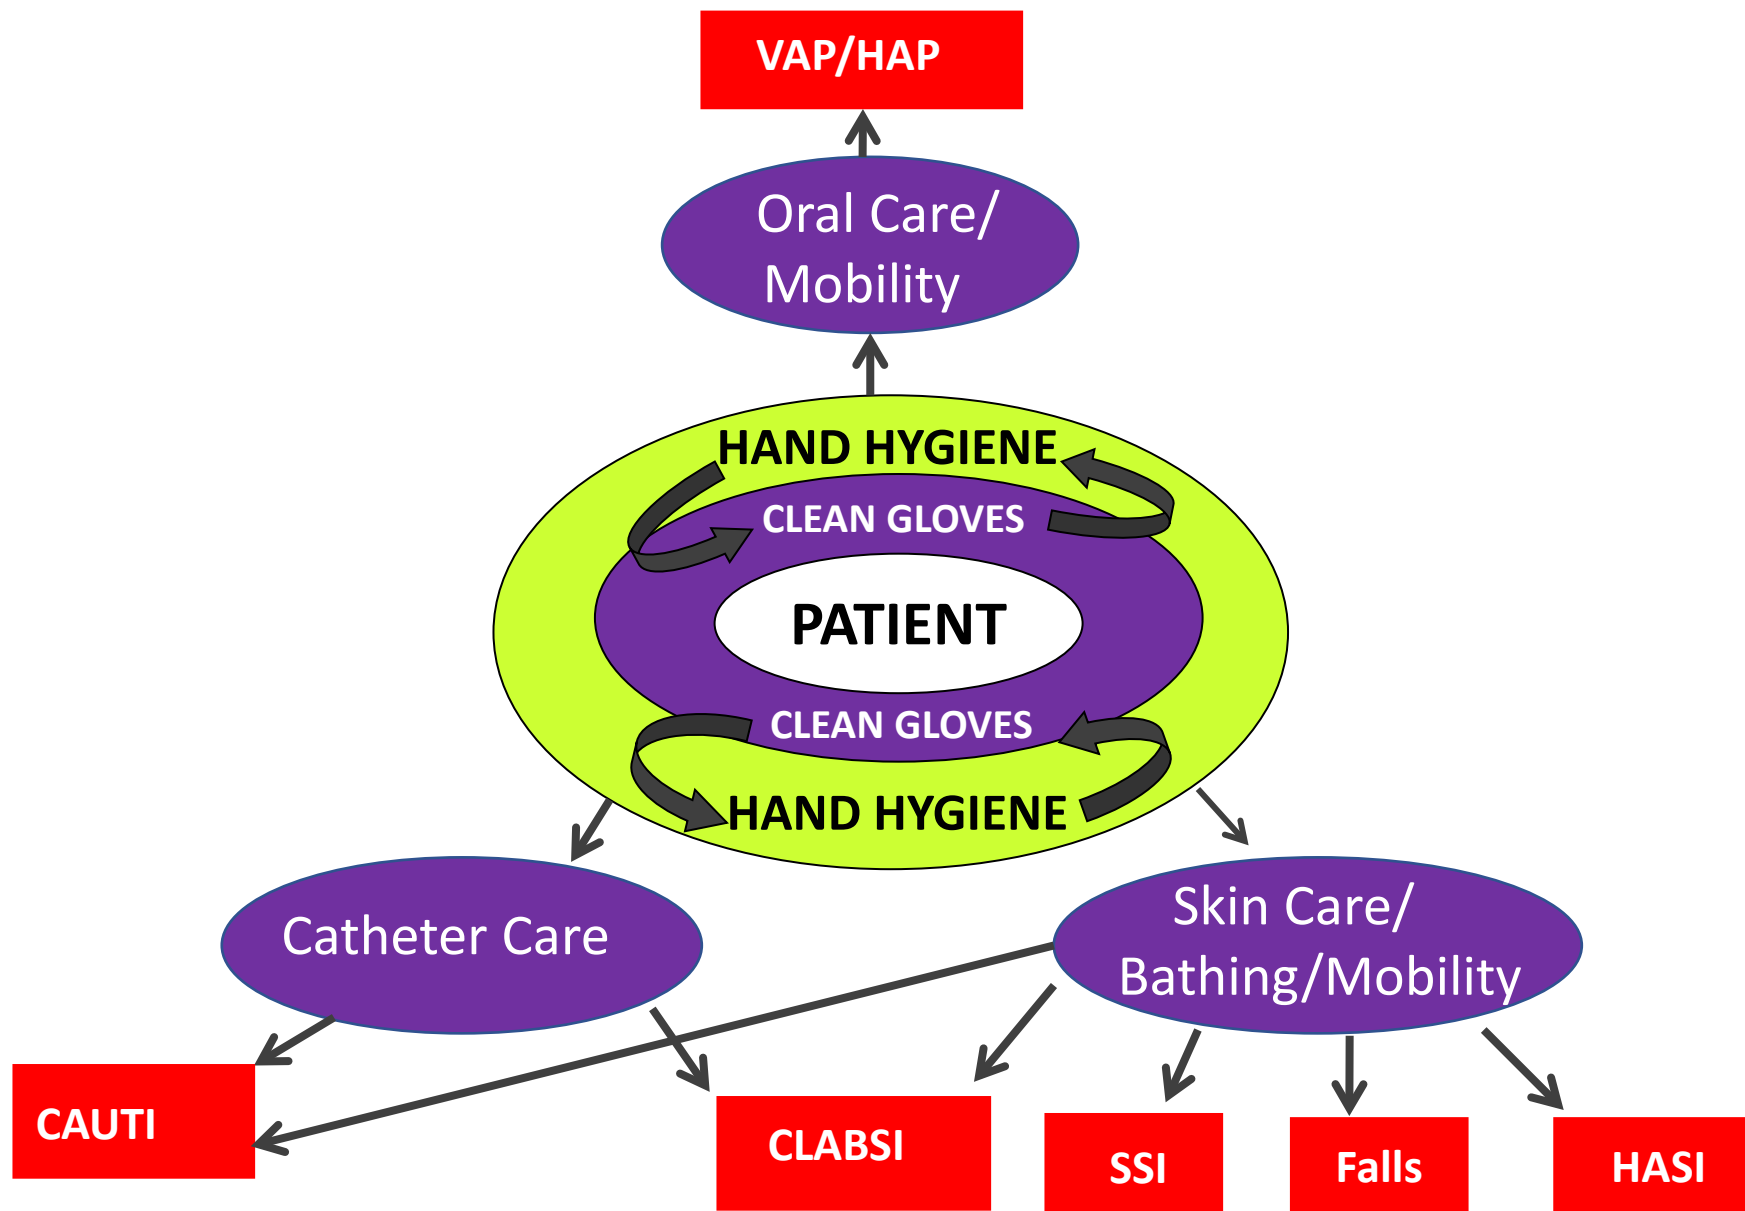 VAP/HAP
Oral Care/
Mobility
HAND HYGIENE
CLEAN GLOVES
PATIENT
CLEAN GLOVES
HAND HYGIENE
Catheter Care
Skin Care/
Bathing/Mobility
CAUTI
CLABSI
SSI
Falls
HASI